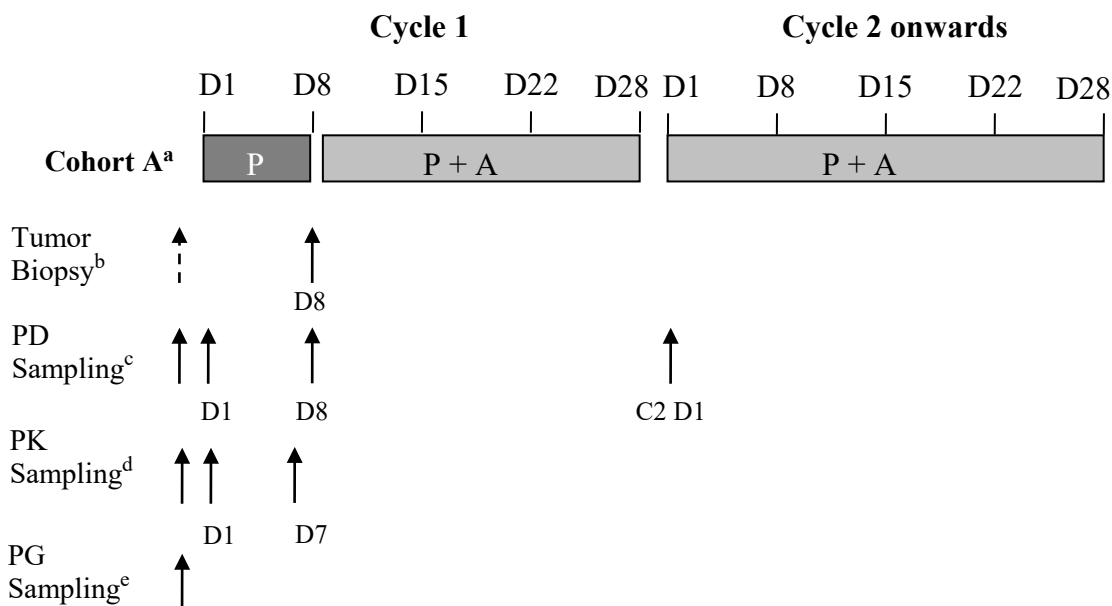 Cycle 1 Cycle 2 onwards
D1 D8 D15 D22 D28 D1 D8 D15 D22 D28
Cohort Aᵃ P P + A P + A
Tumor
Biopsyᵇ
D8
PD
Samplingᶜ
D1 D8 C2 D1
PK
Samplingᵈ
D1 D7
PG
Samplingᵉ